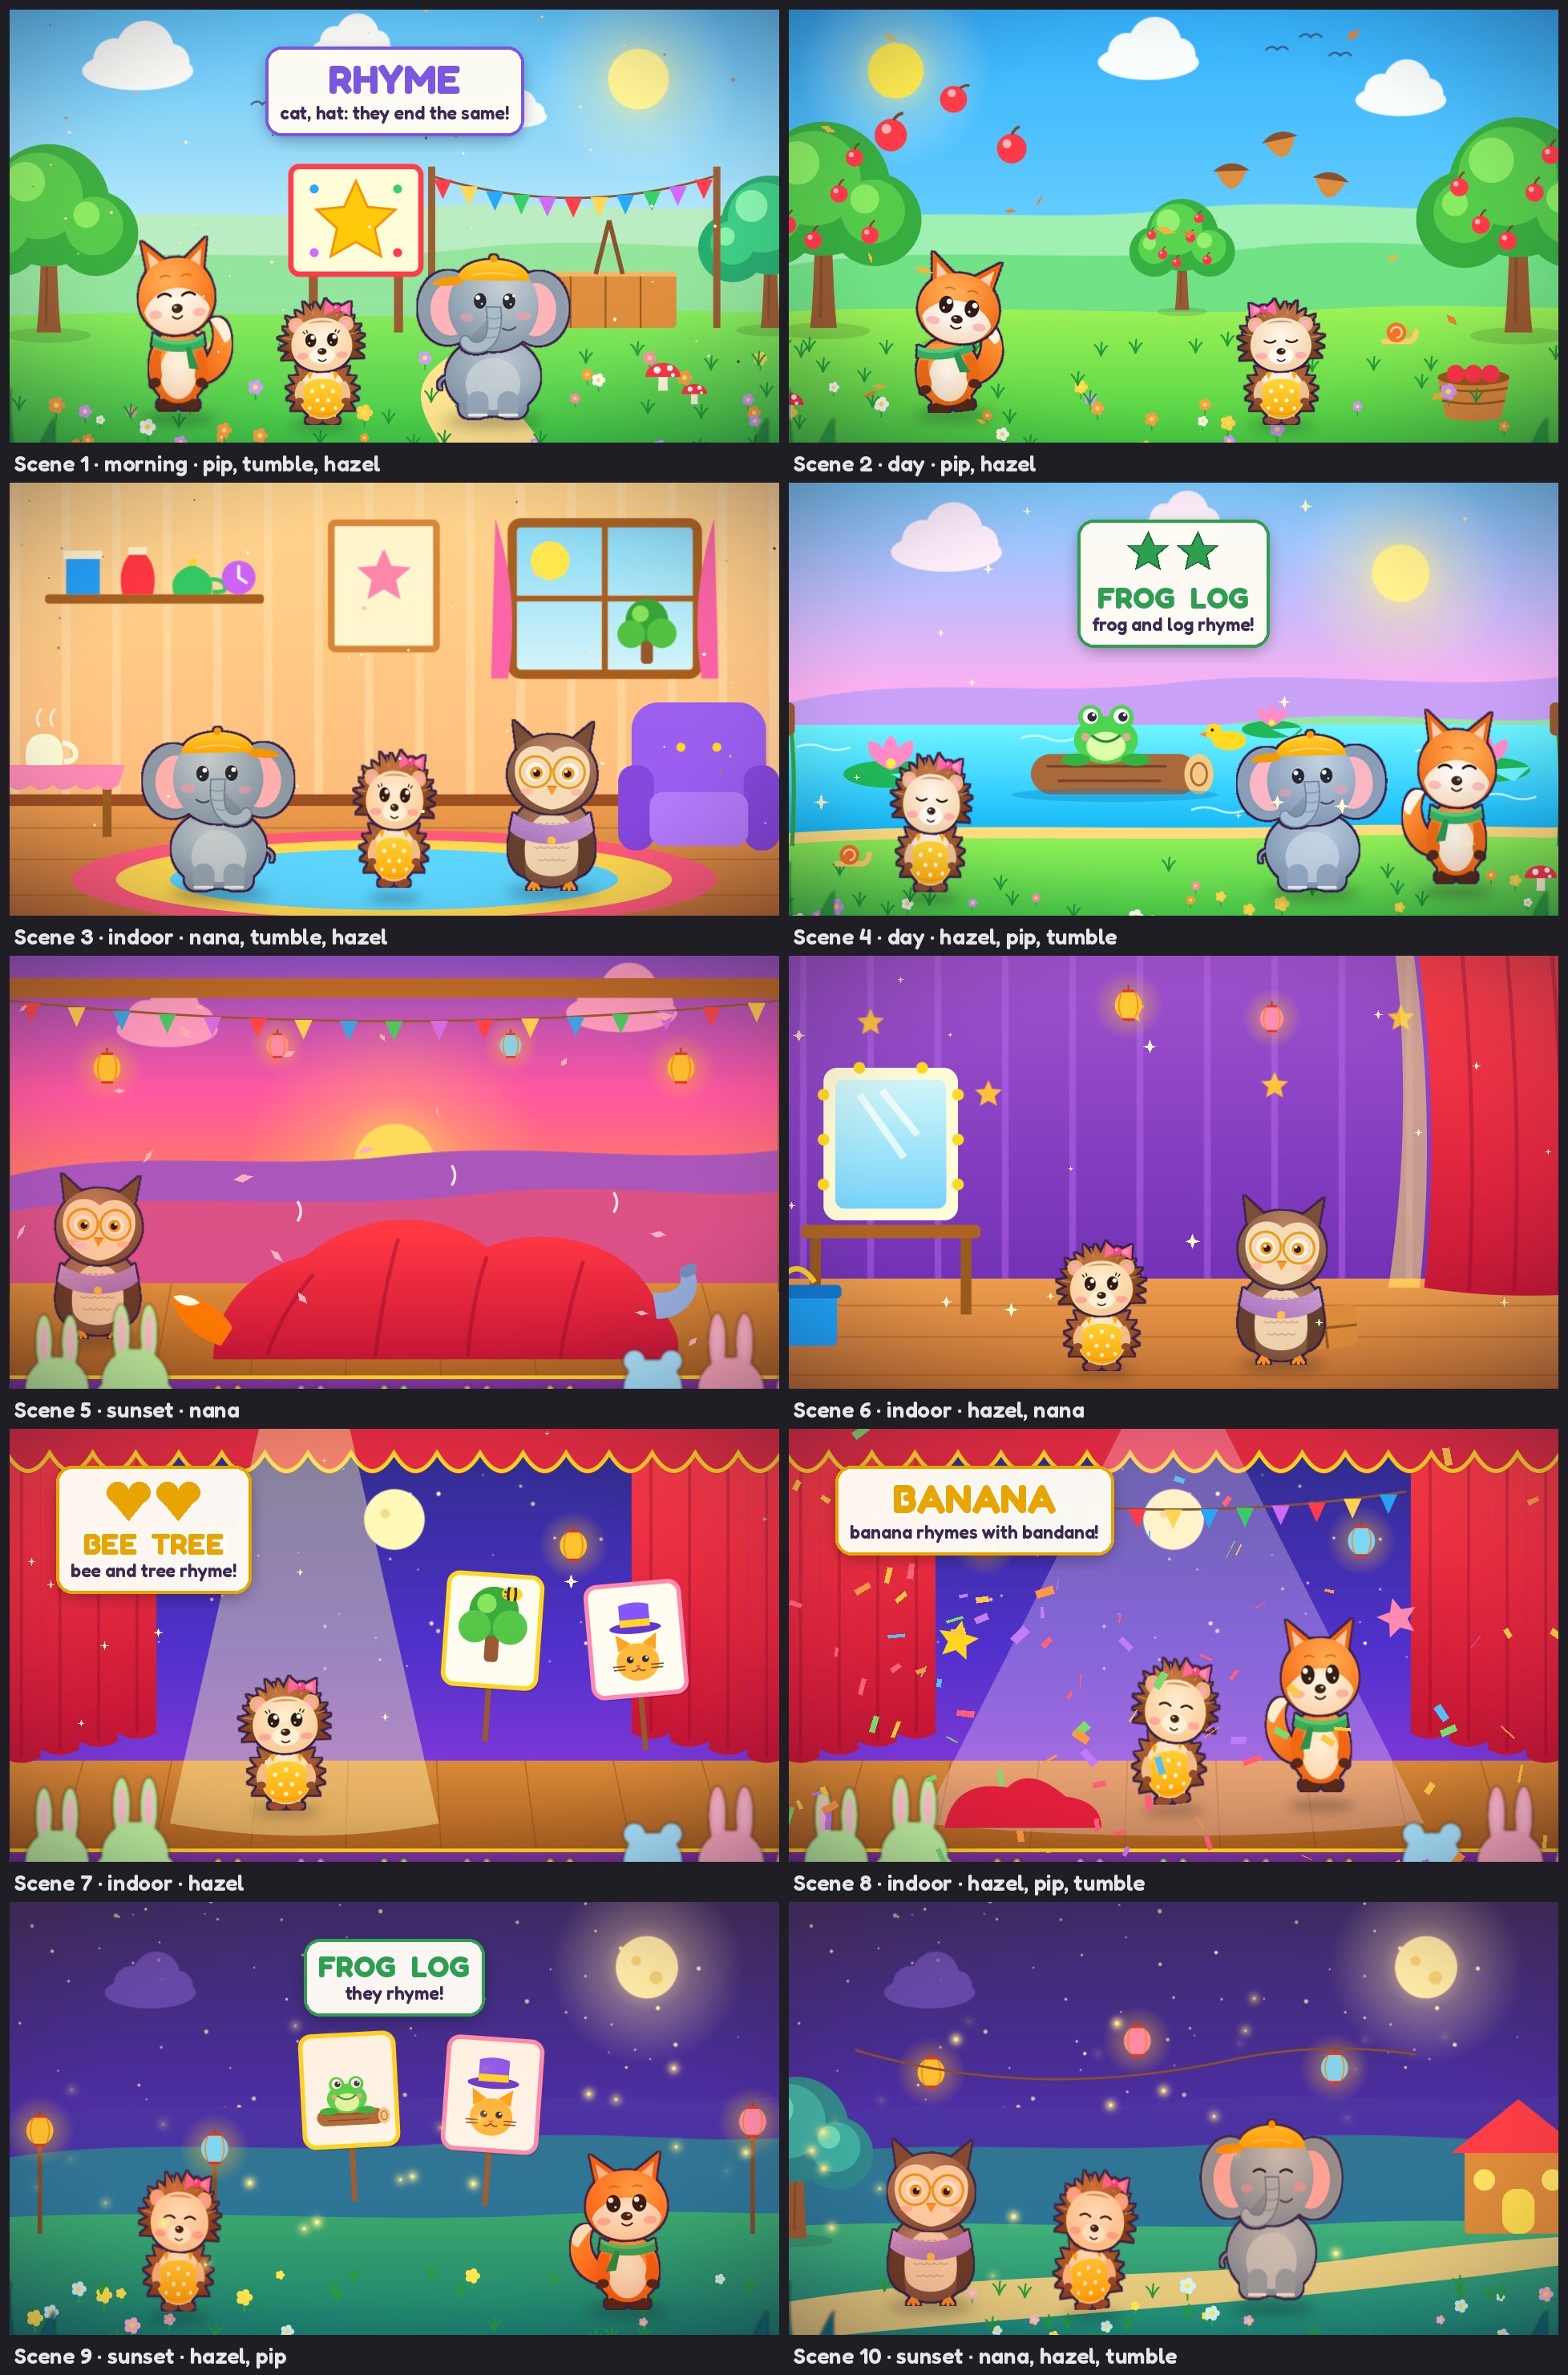 RHYME
cat, hat: they end the same!
Scene 1 · morning · pip, tumble, hazel
Scene 2 · day · pip, hazel
Scene 3 · indoor · nana, tumble, hazel
FROG LOG
frog and log rhyme!
Scene 4 · day · hazel, pip, tumble
Scene 5 · sunset · nana
Scene 6 · indoor · hazel, nana
BEE TREE
bee and tree rhyme!
Scene 7 · indoor · hazel
BANANA
banana rhymes with bandana!
Scene 8 · indoor · hazel, pip, tumble
FROG LOG
they rhyme!
Scene 9 · sunset · hazel, pip
Scene 10 · sunset · nana, hazel, tumble